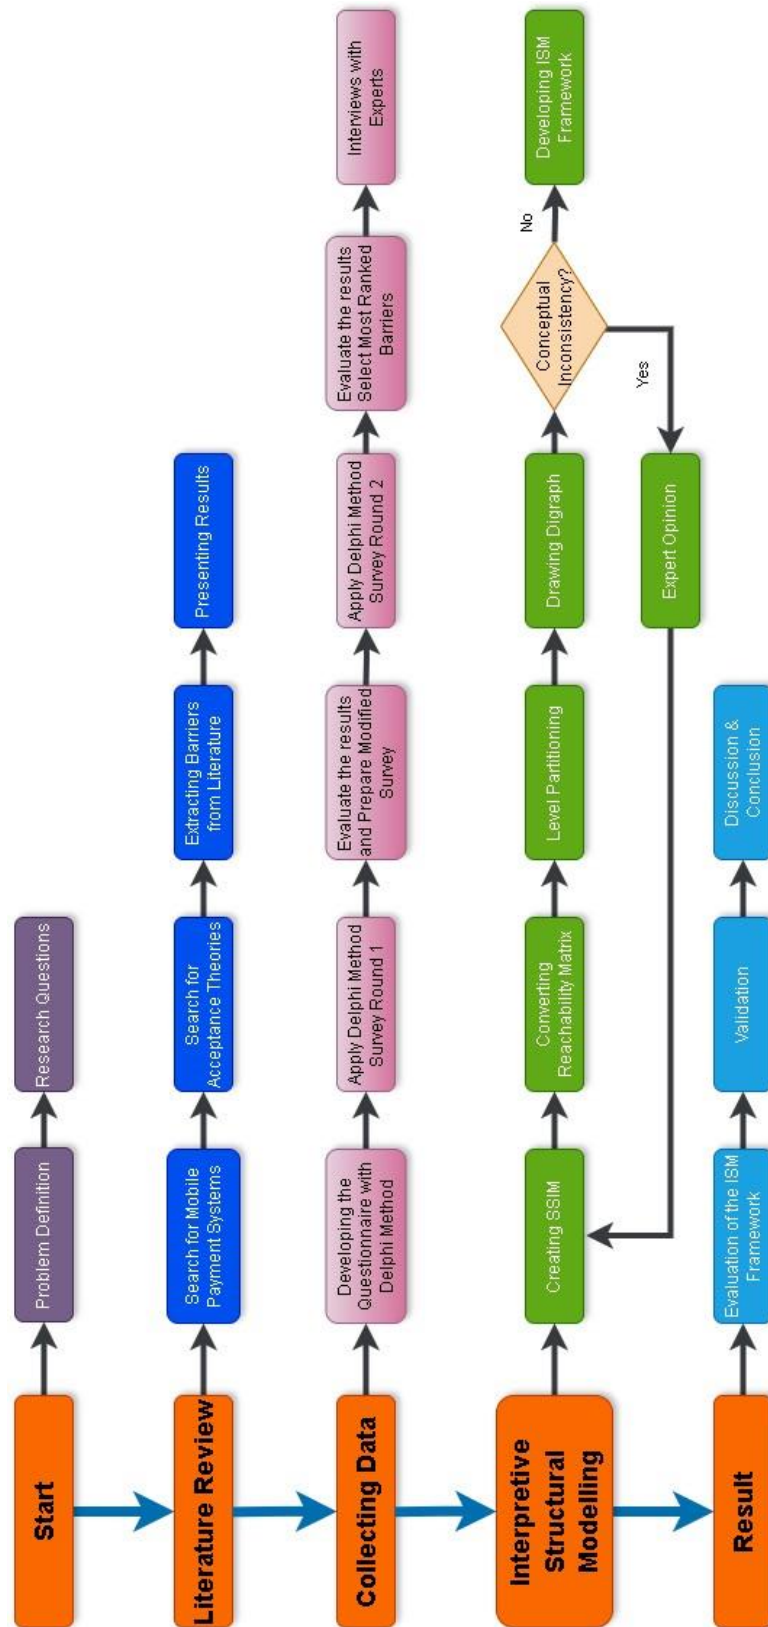 Start
Problem Definition
Research Questions
Literature Review
Search for Mobile
Payment Systems
Search for
Acceptance Theories
Extracting Barriers
from Literature
Presenting Results
Collecting Data
Developing the
Questionnaire with
Delphi Method
Apply Delphi Method
Survey Round 1
Evaluate the results
and Prepare Modified
Survey
Apply Delphi Method
Survey Round 2
Evaluate the results
Select Most Ranked
Barriers
Interviews with
Experts
Interpretive
Structural
Modelling
Creating SSIM
Converting
Reachability Matrix
Level Partitioning
Drawing Digraph
Conceptual
Inconsistency?
No
Developing ISM
Framework
Yes
Expert Opinion
Result
Evaluation of the ISM
Framework
Validation
Discussion &
Conclusion